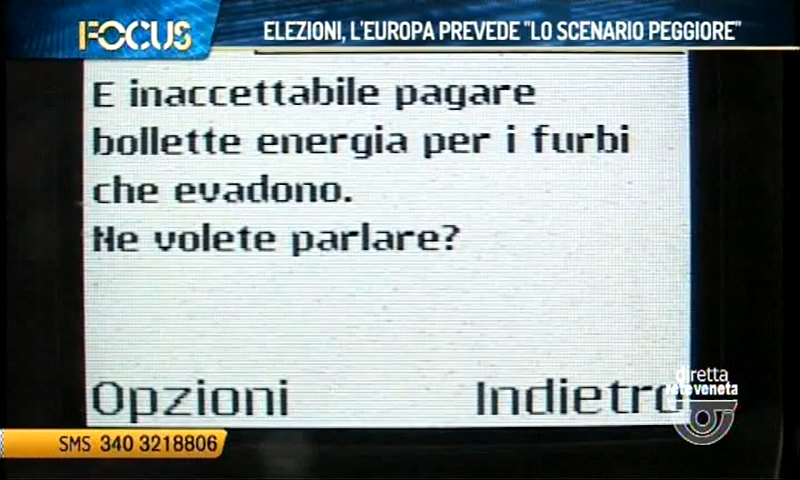 FOCUS
ELEZIONI, L'EUROPA PREVEDE "LO SCENARIO PEGGIORE"
E inaccettabile pagare
bollette energia per i furbi
che evadono.
Ne volete parlare?
Opzioni
Indietro
diretta
reteveneta
SMS 340 3218806